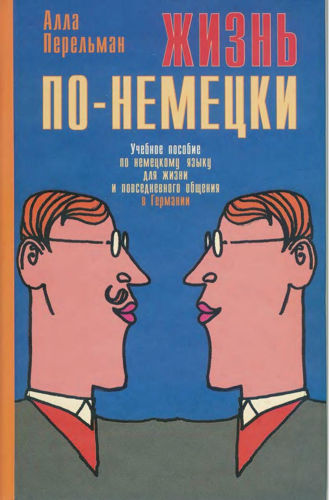 Алла
Перельман
ЖИЗНЬ
ПО-НЕМЕЦКИ
Учебное пособие
по немецкому языку
для жизни
и повседневного общения
в Германии